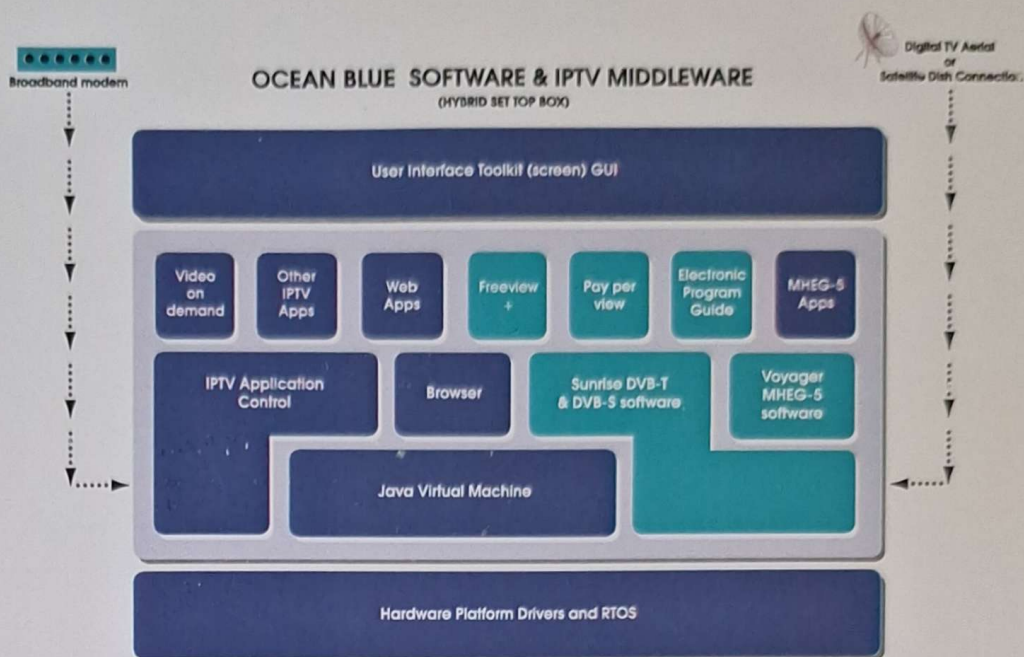 Broadband modem
Digital TV Aerial
or
Satellite Dish Connection
OCEAN BLUE SOFTWARE & IPTV MIDDLEWARE
(HYBRID SET TOP BOX)
User Interface Toolkit (screen) GUI
Video
on
demand
Other
IPTV
Apps
Web
Apps
Freeview
+
Pay per
view
Electronic
Program
Guide
MHEG-5
Apps
IPTV Application
Control
Browser
Sunrise DVB-T
& DVB-S software
Voyager
MHEG-5
software
Java Virtual Machine
Hardware Platform Drivers and RTOS